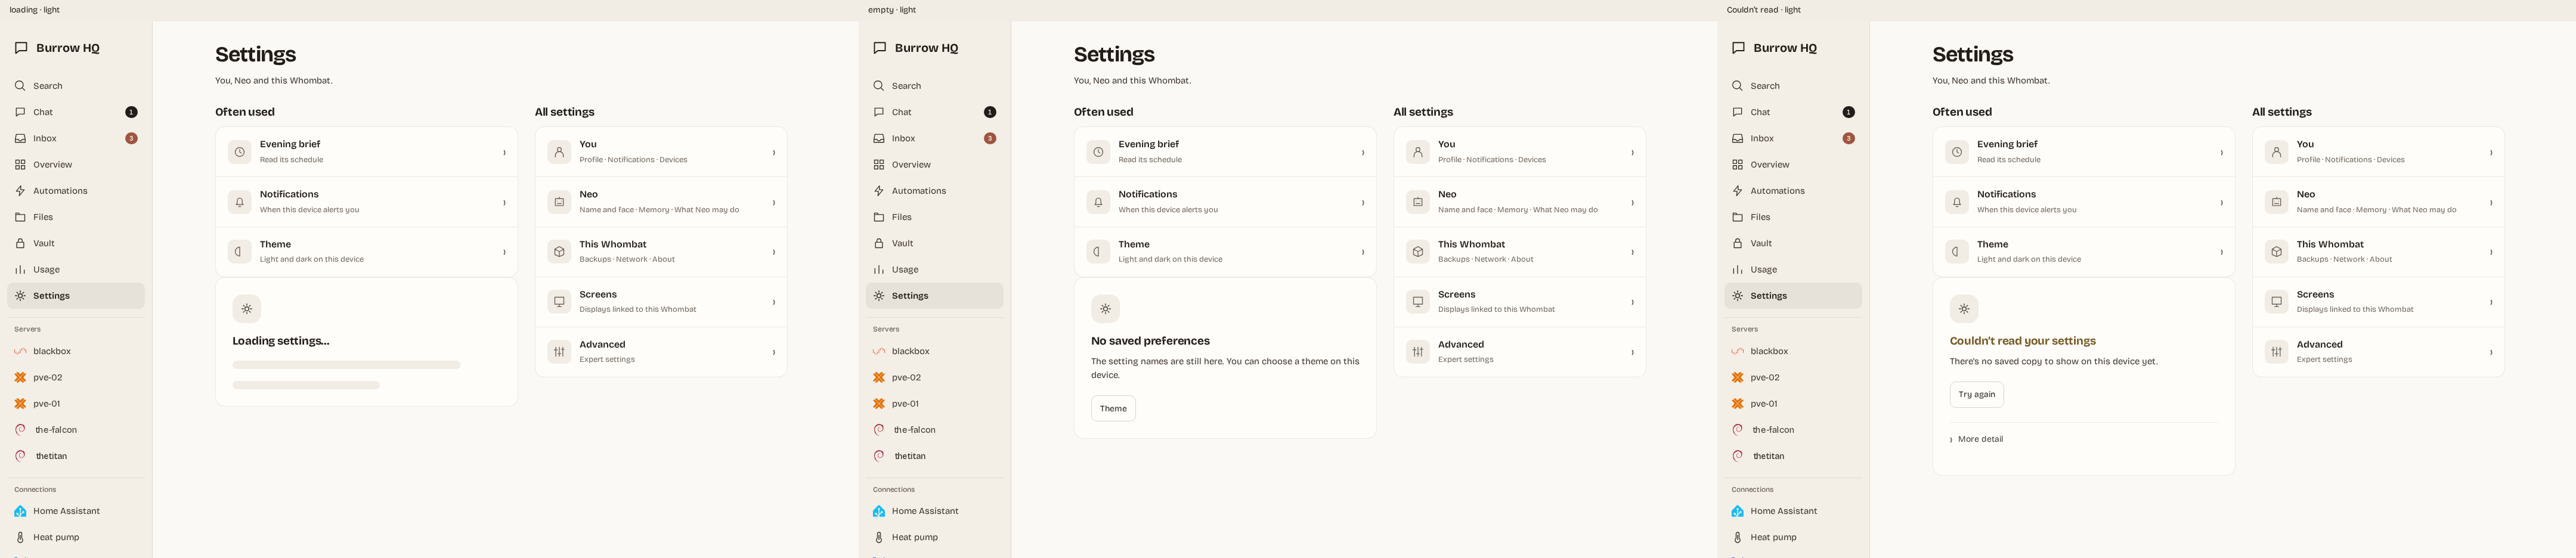 loading · light
Burrow HQ
Search
Chat
1
Inbox
3
Overview
Automations
Files
Vault
Usage
Settings
Servers
blackbox
pve-02
pve-01
the-falcon
thetitan
Connections
Home Assistant
Heat pump
Settings
You, Neo and this Whombat.
Often used
Evening brief
Read its schedule
Notifications
When this device alerts you
Theme
Light and dark on this device
Loading settings...
All settings
You
Profile · Notifications · Devices
Neo
Name and face · Memory · What Neo may do
This Whombat
Backups · Network · About
Screens
Displays linked to this Whombat
Advanced
Expert settings
empty · light
Burrow HQ
Search
Chat
1
Inbox
3
Overview
Automations
Files
Vault
Usage
Settings
Servers
blackbox
pve-02
pve-01
the-falcon
thetitan
Connections
Home Assistant
Heat pump
Settings
You, Neo and this Whombat.
Often used
Evening brief
Read its schedule
Notifications
When this device alerts you
Theme
Light and dark on this device
No saved preferences
The setting names are still here. You can choose a theme on this
device.
Theme
All settings
You
Profile · Notifications · Devices
Neo
Name and face · Memory · What Neo may do
This Whombat
Backups · Network · About
Screens
Displays linked to this Whombat
Advanced
Expert settings
Couldn't read · light
Burrow HQ
Search
Chat
1
Inbox
3
Overview
Automations
Files
Vault
Usage
Settings
Servers
blackbox
pve-02
pve-01
the-falcon
thetitan
Connections
Home Assistant
Heat pump
Settings
You, Neo and this Whombat.
Often used
Evening brief
Read its schedule
Notifications
When this device alerts you
Theme
Light and dark on this device
Couldn't read your settings
There's no saved copy to show on this device yet.
Try again
More detail
All settings
You
Profile · Notifications · Devices
Neo
Name and face · Memory · What Neo may do
This Whombat
Backups · Network · About
Screens
Displays linked to this Whombat
Advanced
Expert settings